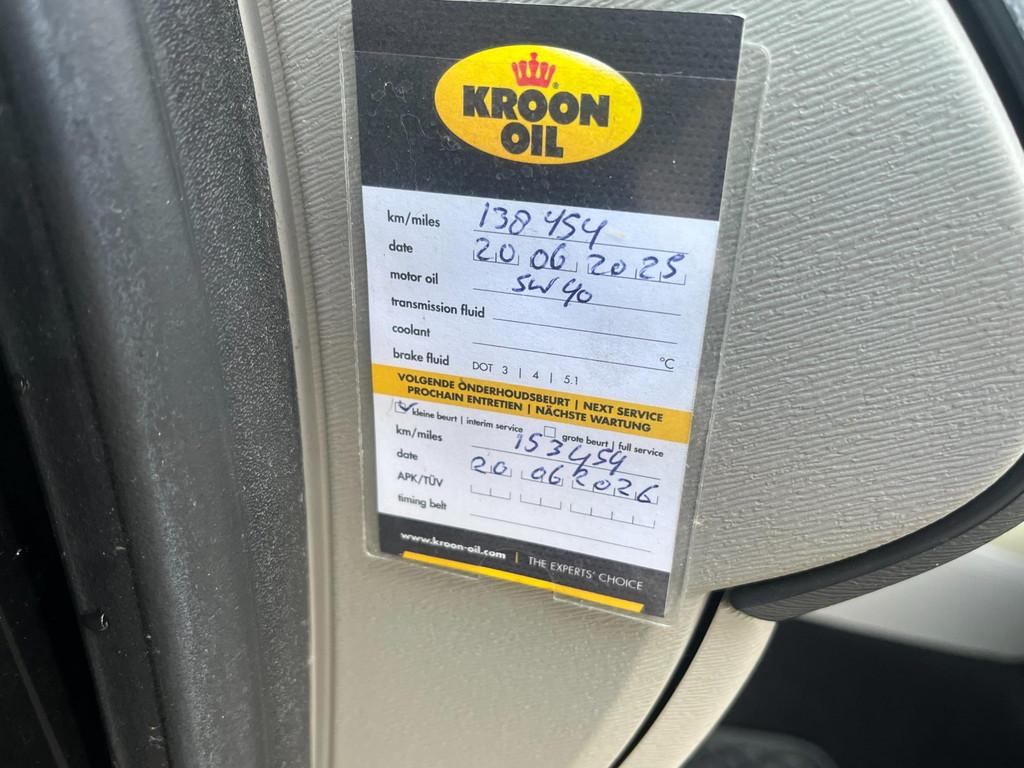 KROON
OIL
km/miles 138 454
date 20 06 2025
motor oil 5W40
transmission fluid
coolant °C
brake fluid DOT 3 | 4 | 5.1
VOLGENDE ONDERHOUDSBEURT | NEXT SERVICE
PROCHAIN ENTRETIEN | NÄCHSTE WARTUNG
kleine beurt | interim service grote beurt | full service
km/miles 153454
date 20 06 2026
APK/TÜV
timing belt
www.kroon-oil.com | THE EXPERTS' CHOICE